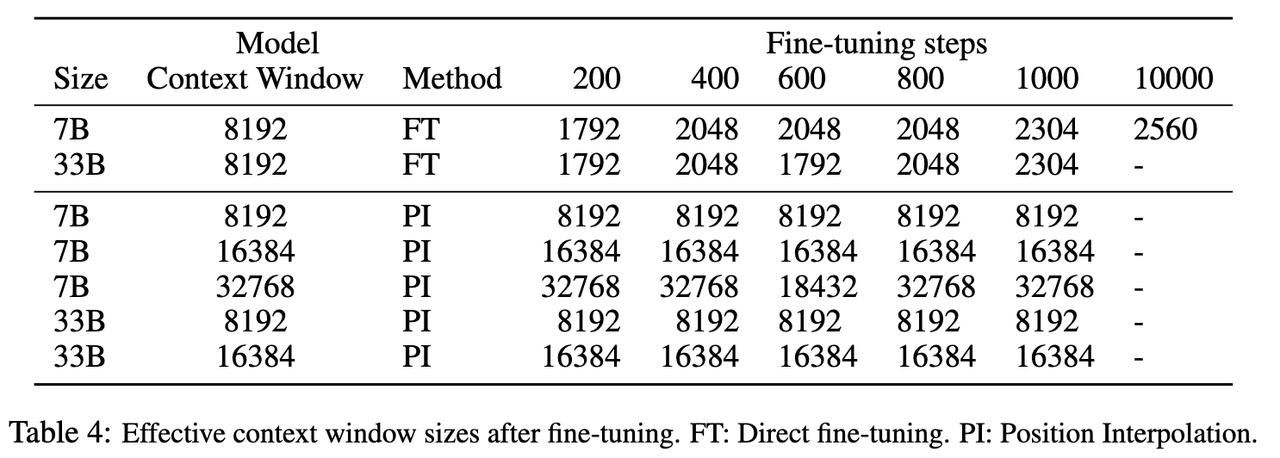 Model Fine-tuning steps
Size Context Window Method 200 400 600 800 1000 10000
7B 8192 FT 1792 2048 2048 2048 2304 2560
33B 8192 FT 1792 2048 1792 2048 2304 -
7B 8192 PI 8192 8192 8192 8192 8192 -
7B 16384 PI 16384 16384 16384 16384 16384 -
7B 32768 PI 32768 32768 18432 32768 32768 -
33B 8192 PI 8192 8192 8192 8192 8192 -
33B 16384 PI 16384 16384 16384 16384 16384 -
Table 4: Effective context window sizes after fine-tuning. FT: Direct fine-tuning. PI: Position Interpolation.